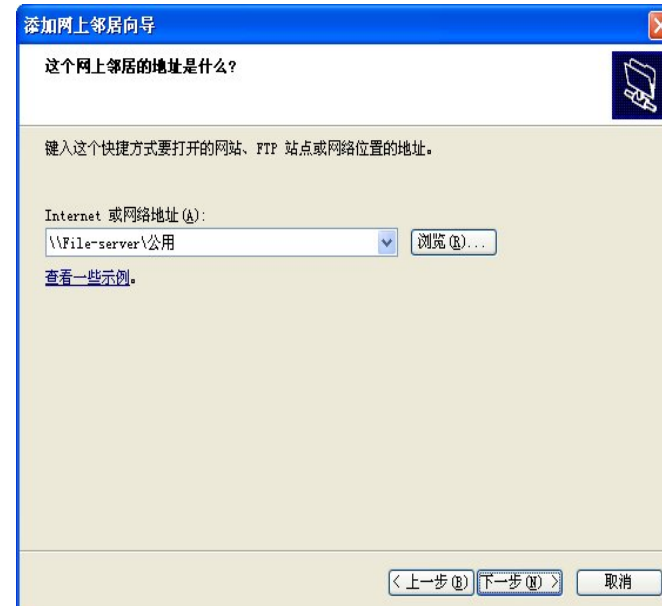 添加网上邻居向导
这个网上邻居的地址是什么?
键入这个快捷方式要打开的网站、FTP 站点或网络位置的地址。
Internet 或网络地址(A):
\\File-server\公用
浏览(R)...
查看一些示例。
< 上一步(B) 下一步(N) > 取消